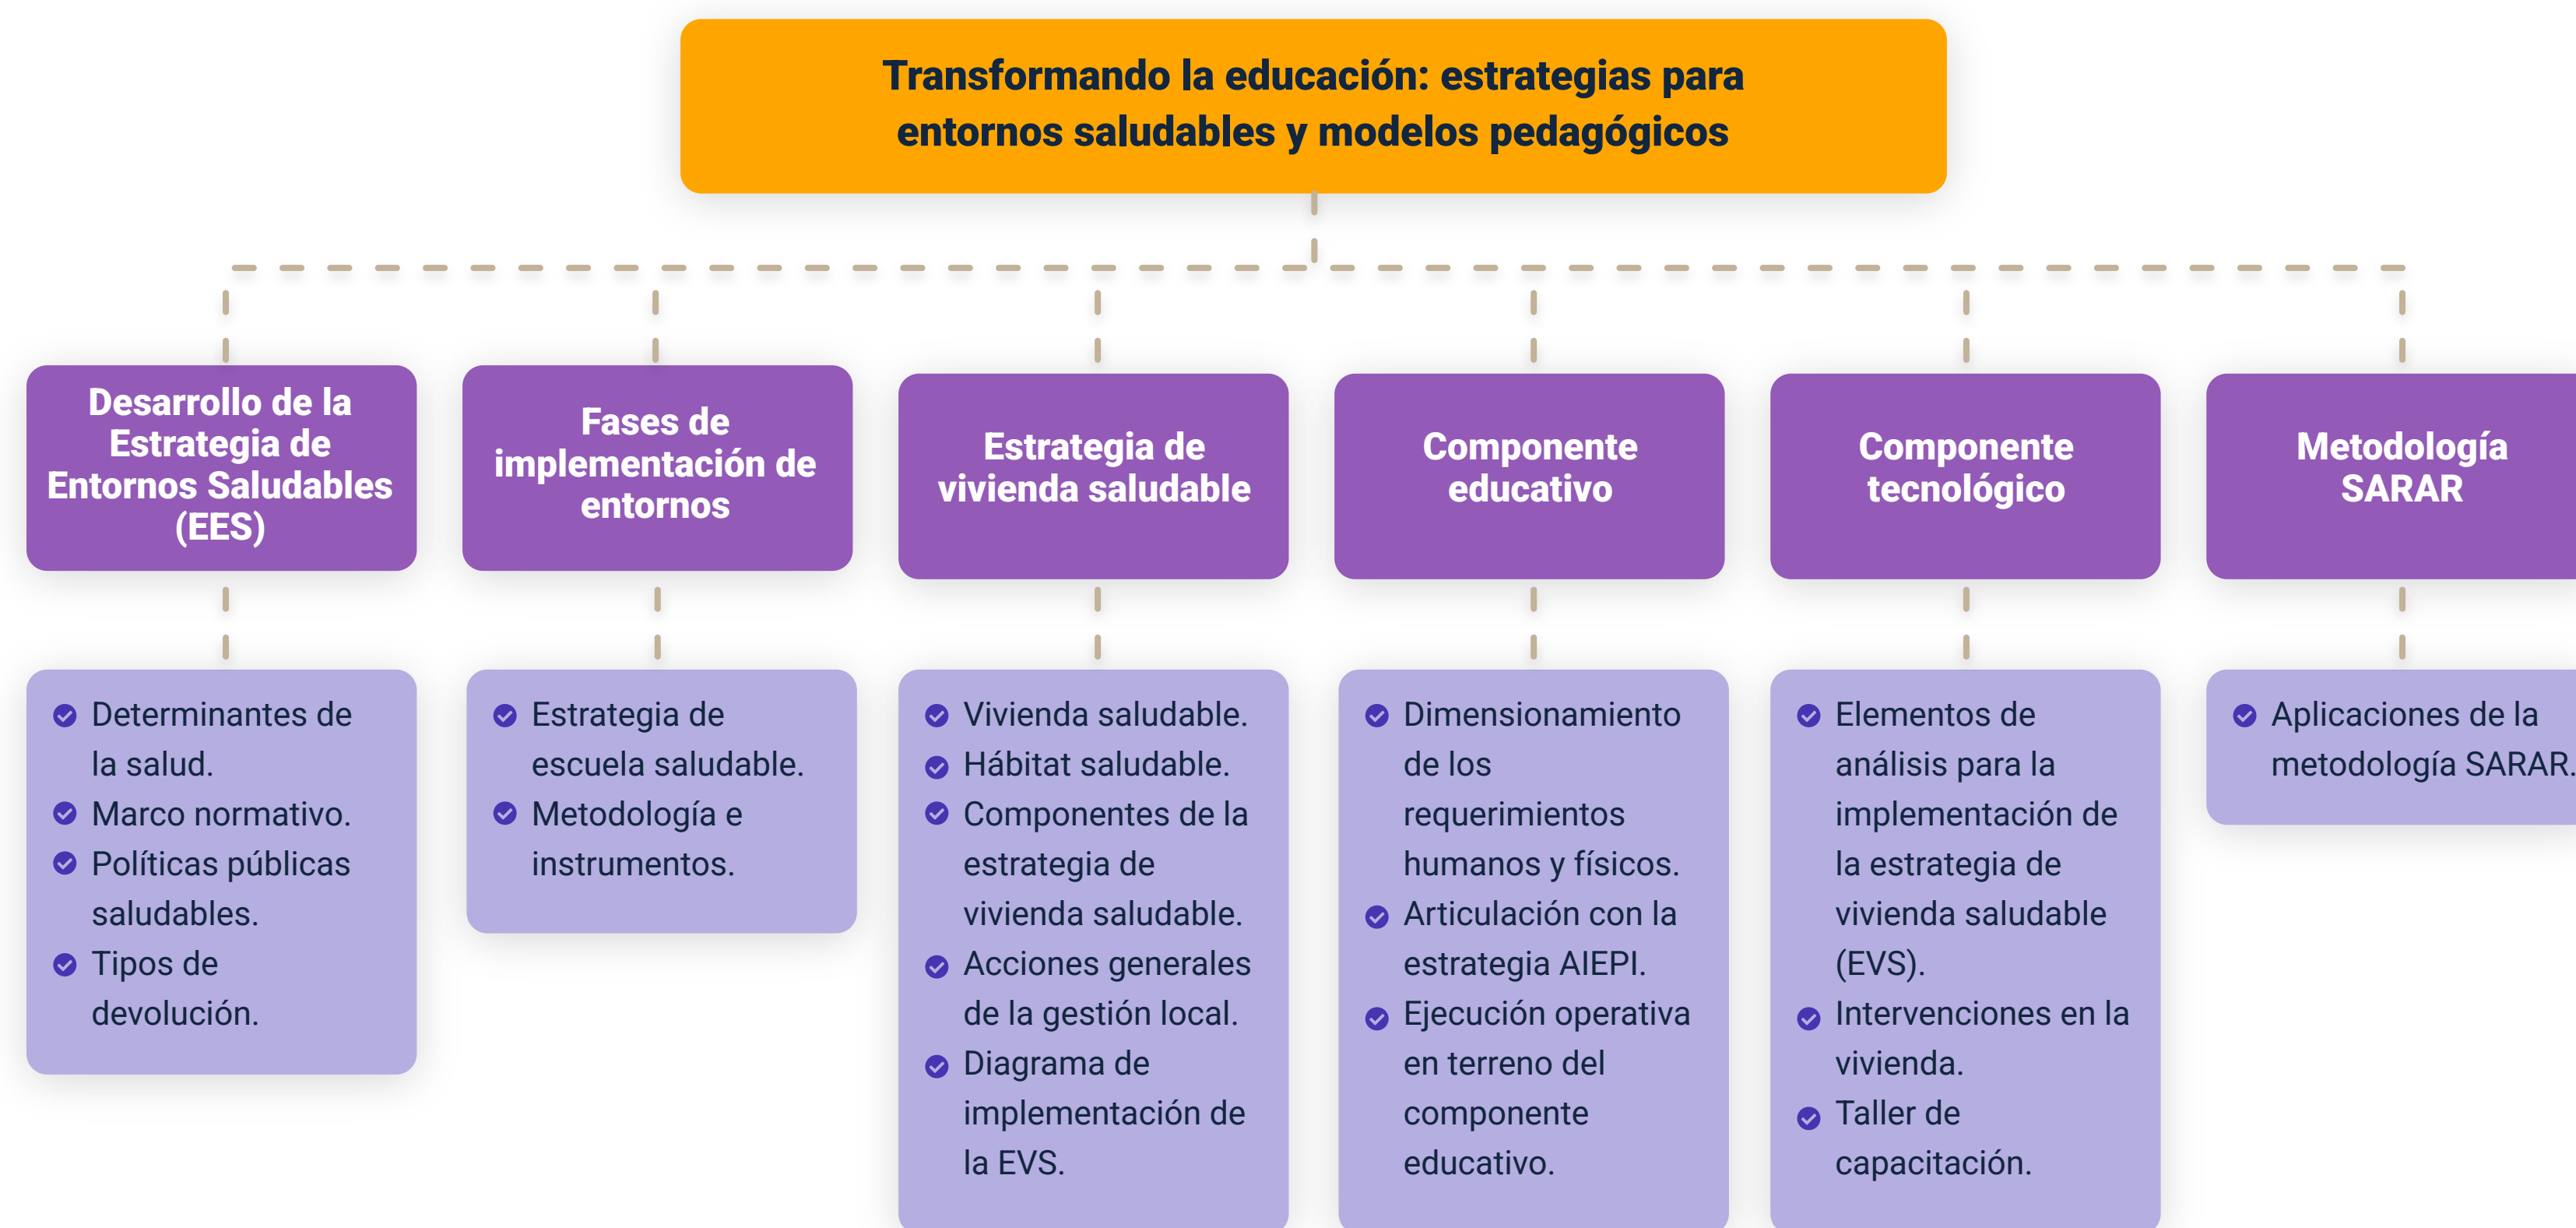 Transformando la educación: estrategias para
entornos saludables y modelos pedagógicos
Desarrollo de la
Estrategia de
Entornos Saludables
(EES)
Determinantes de
la salud.
Marco normativo.
Políticas públicas
saludables.
Tipos de
devolución.
Fases de
implementación de
entornos
Estrategia de
escuela saludable.
Metodología e
instrumentos.
Estrategia de
vivienda saludable
Vivienda saludable.
Hábitat saludable.
Componentes de la
estrategia de
vivienda saludable.
Acciones generales
de la gestión local.
Diagrama de
implementación de
la EVS.
Componente
educativo
Dimensionamiento
de los
requerimientos
humanos y físicos.
Articulación con la
estrategia AIEPI.
Ejecución operativa
en terreno del
componente
educativo.
Componente
tecnológico
Elementos de
análisis para la
implementación de
la estrategia de
vivienda saludable
(EVS).
Intervenciones en la
vivienda.
Taller de
capacitación.
Metodología
SARAR
Aplicaciones de la
metodología SARAR.